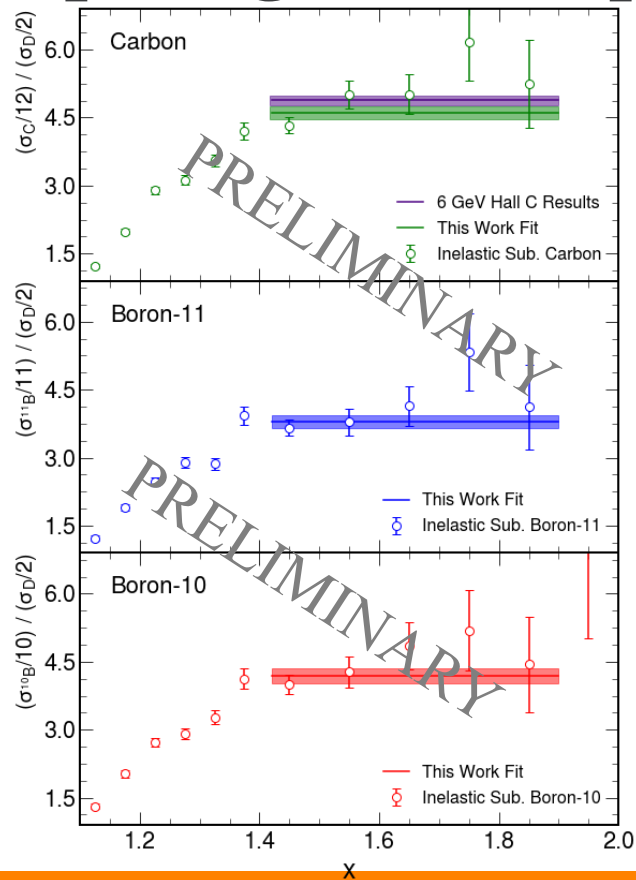 Carbon
(σC/12) / (σD/2)
6.0
4.5
3.0
1.5
6 GeV Hall C Results
This Work Fit
Inelastic Sub. Carbon
PRELIMINARY
Boron-11
(σ¹¹B/11) / (σD/2)
6.0
4.5
3.0
1.5
This Work Fit
Inelastic Sub. Boron-11
PRELIMINARY
Boron-10
(σ¹⁰B/10) / (σD/2)
6.0
4.5
3.0
1.5
This Work Fit
Inelastic Sub. Boron-10
1.2 1.4 1.6 1.8 2.0
x